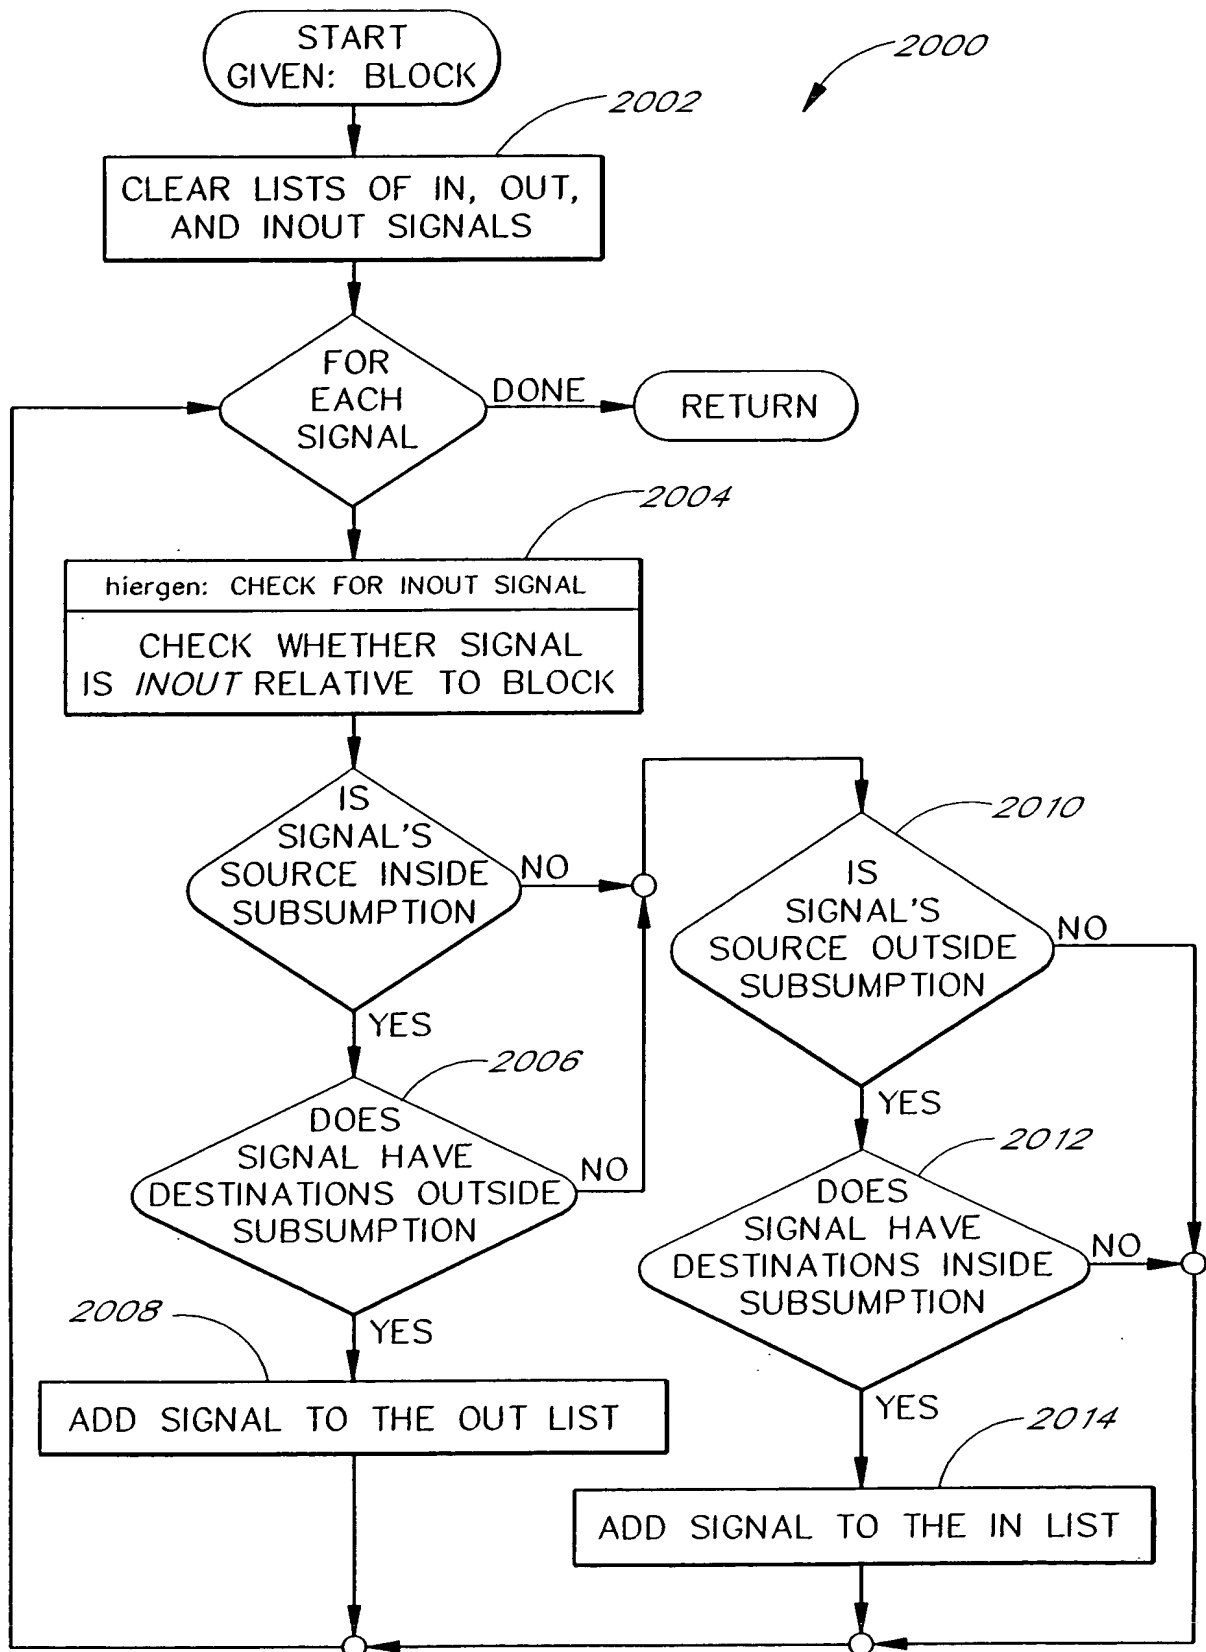 START
GIVEN: BLOCK
2000
2002
CLEAR LISTS OF IN, OUT,
AND INOUT SIGNALS
FOR
EACH
SIGNAL
DONE
RETURN
2004
hiergen: CHECK FOR INOUT SIGNAL
CHECK WHETHER SIGNAL
IS INOUT RELATIVE TO BLOCK
IS
SIGNAL'S
SOURCE INSIDE
SUBSUMPTION
NO
YES
2006
DOES
SIGNAL HAVE
DESTINATIONS OUTSIDE
SUBSUMPTION
NO
YES
2008
ADD SIGNAL TO THE OUT LIST
2010
IS
SIGNAL'S
SOURCE OUTSIDE
SUBSUMPTION
NO
YES
2012
DOES
SIGNAL HAVE
DESTINATIONS INSIDE
SUBSUMPTION
NO
YES
2014
ADD SIGNAL TO THE IN LIST